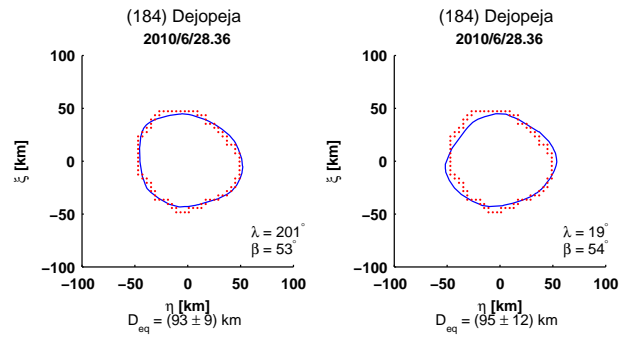 (184) Dejopeja
2010/6/28.36
100
50
0
−50
−100
ξ [km]
λ = 201°
β = 53°
−100 −50 0 50 100
η [km]
D_eq = (93 ± 9) km
(184) Dejopeja
2010/6/28.36
100
50
0
−50
−100
ξ [km]
λ = 19°
β = 54°
−100 −50 0 50 100
η [km]
D_eq = (95 ± 12) km